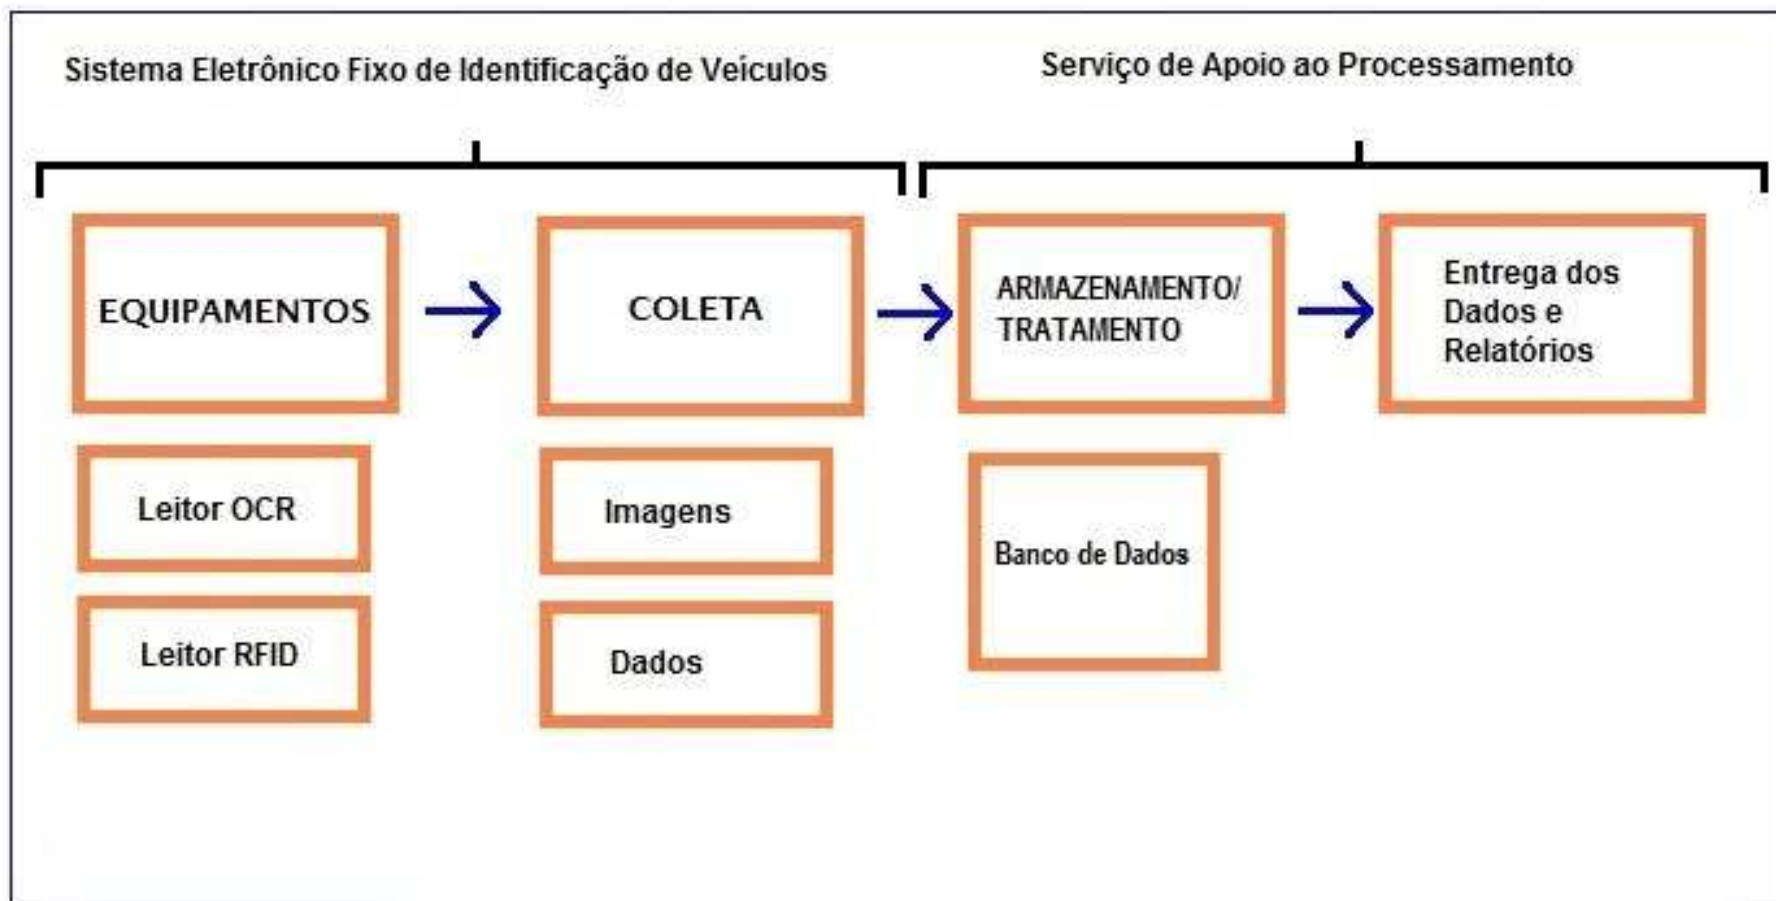 Sistema Eletrônico Fixo de Identificação de Veículos
Serviço de Apoio ao Processamento
EQUIPAMENTOS
COLETA
ARMAZENAMENTO/
TRATAMENTO
Entrega dos
Dados e
Relatórios
Leitor OCR
Imagens
Banco de Dados
Leitor RFID
Dados